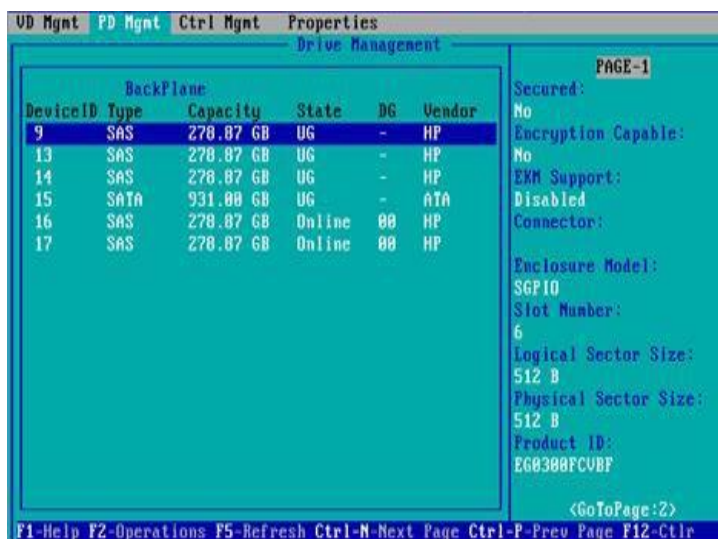 VD Mgmt PD Mgmt Ctrl Mgmt Properties
Drive Management
BackPlane
DeviceID Type Capacity State DG Vendor
9 SAS 278.87 GB UG - HP
13 SAS 278.87 GB UG - HP
14 SAS 278.87 GB UG - HP
15 SATA 931.00 GB UG - ATA
16 SAS 278.87 GB Online 00 HP
17 SAS 278.87 GB Online 00 HP
PAGE-1
Secured:
No
Encryption Capable:
No
EKM Support:
Disabled
Connector:
Enclosure Model:
SGPIO
Slot Number:
6
Logical Sector Size:
512 B
Physical Sector Size:
512 B
Product ID:
EG0300FCVBF
<GoToPage:2>
F1-Help F2-Operations F5-Refresh Ctrl-N-Next Page Ctrl-P-Prev Page F12-Ctlr